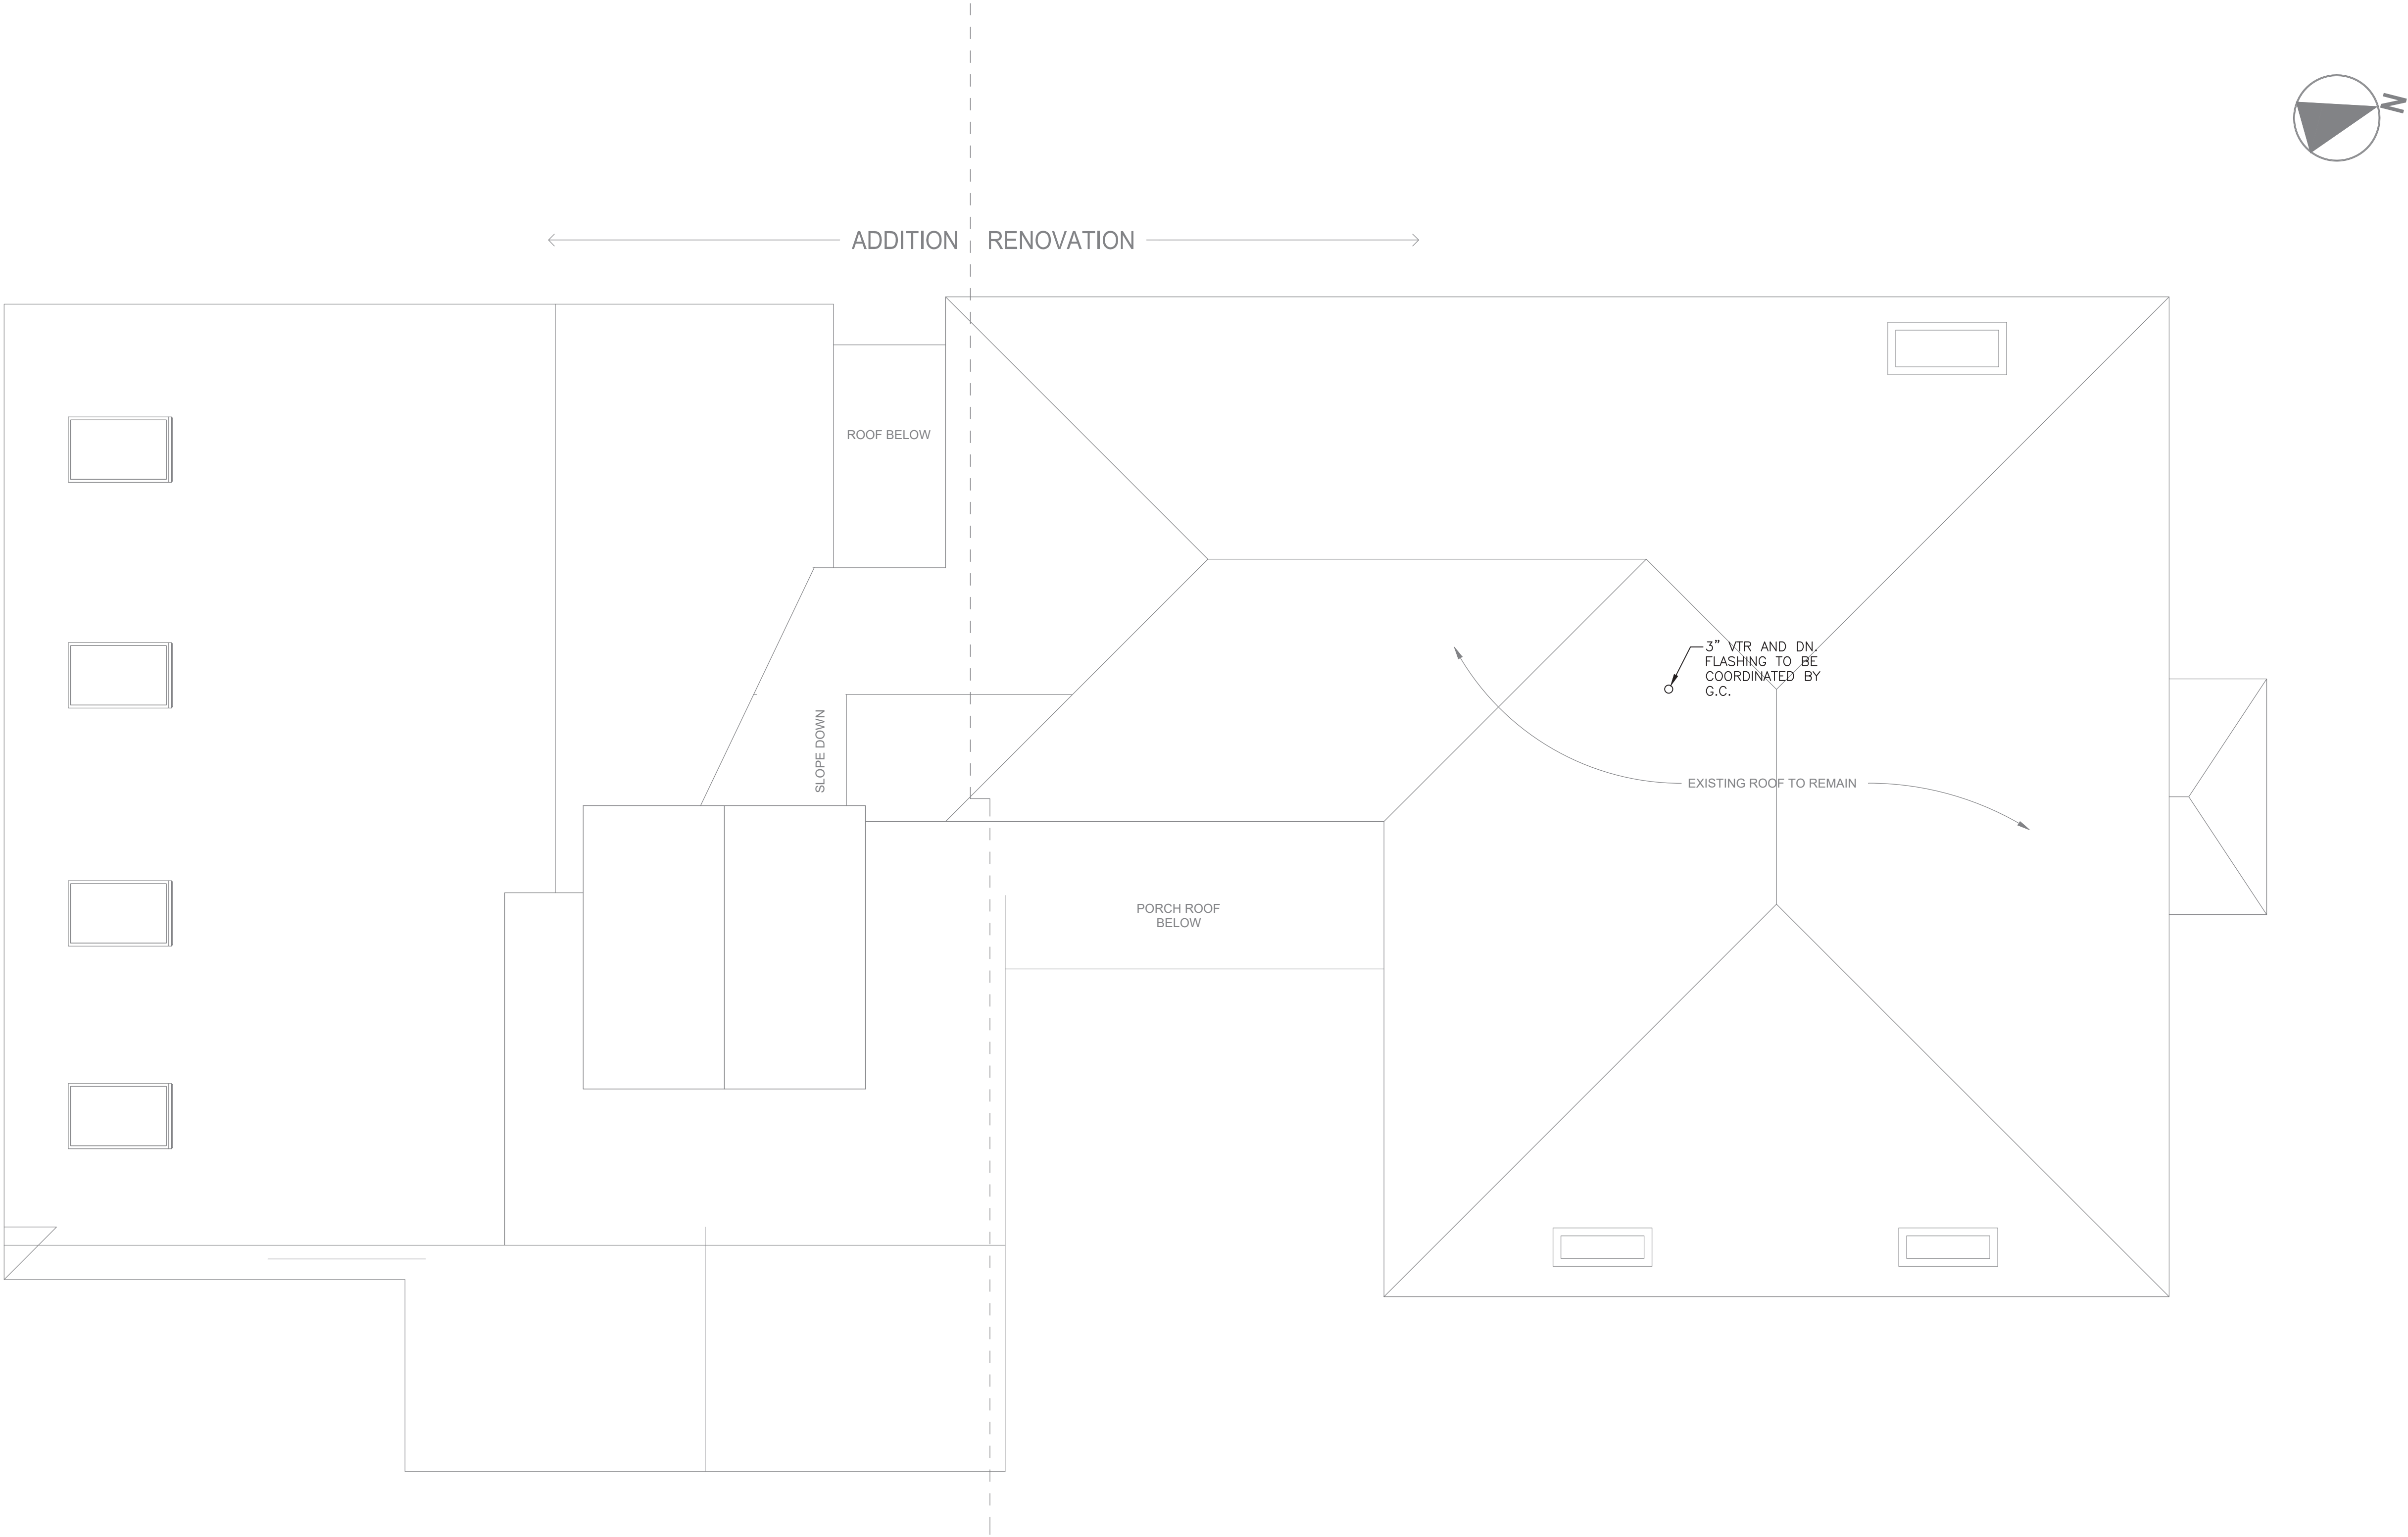 N
ADDITION
RENOVATION
ROOF BELOW
3” VTR AND DN.
FLASHING TO BE
COORDINATED BY
G.C.
SLOPE DOWN
EXISTING ROOF TO REMAIN
PORCH ROOF
BELOW